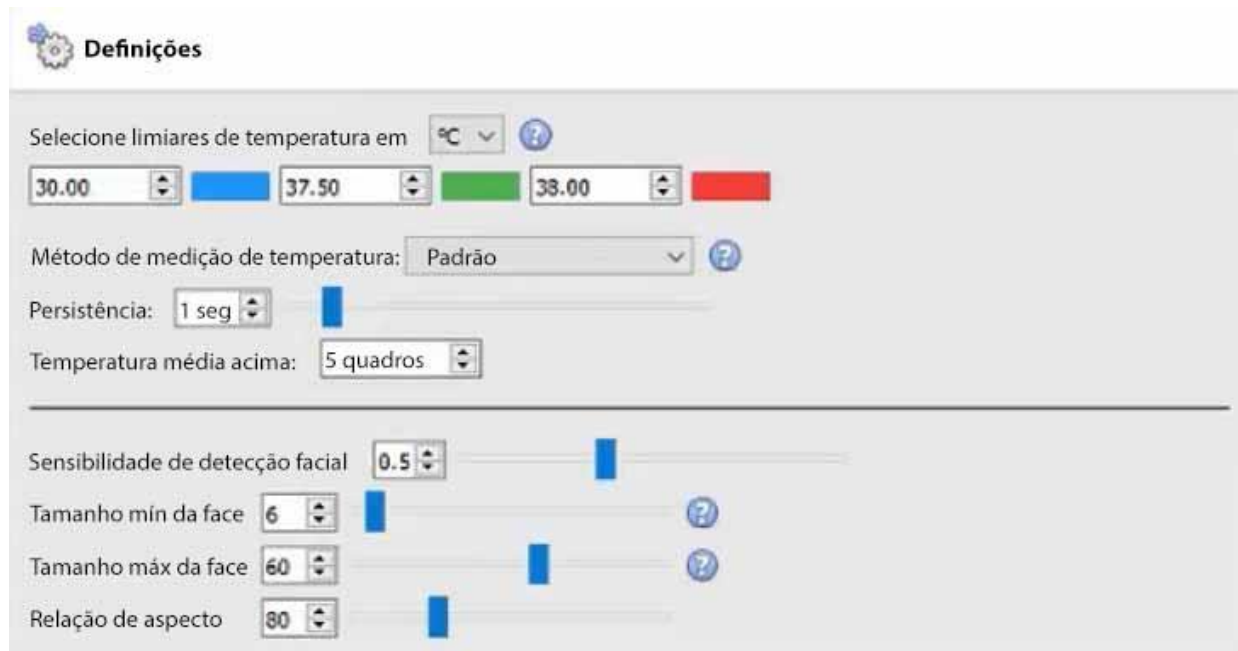 Definições
Selecione limiares de temperatura em ºC
30.00 37.50 38.00
Método de medição de temperatura: Padrão
Persistência: 1 seg
Temperatura média acima: 5 quadros
Sensibilidade de detecção facial 0.5
Tamanho mín da face 6
Tamanho máx da face 60
Relação de aspecto 80